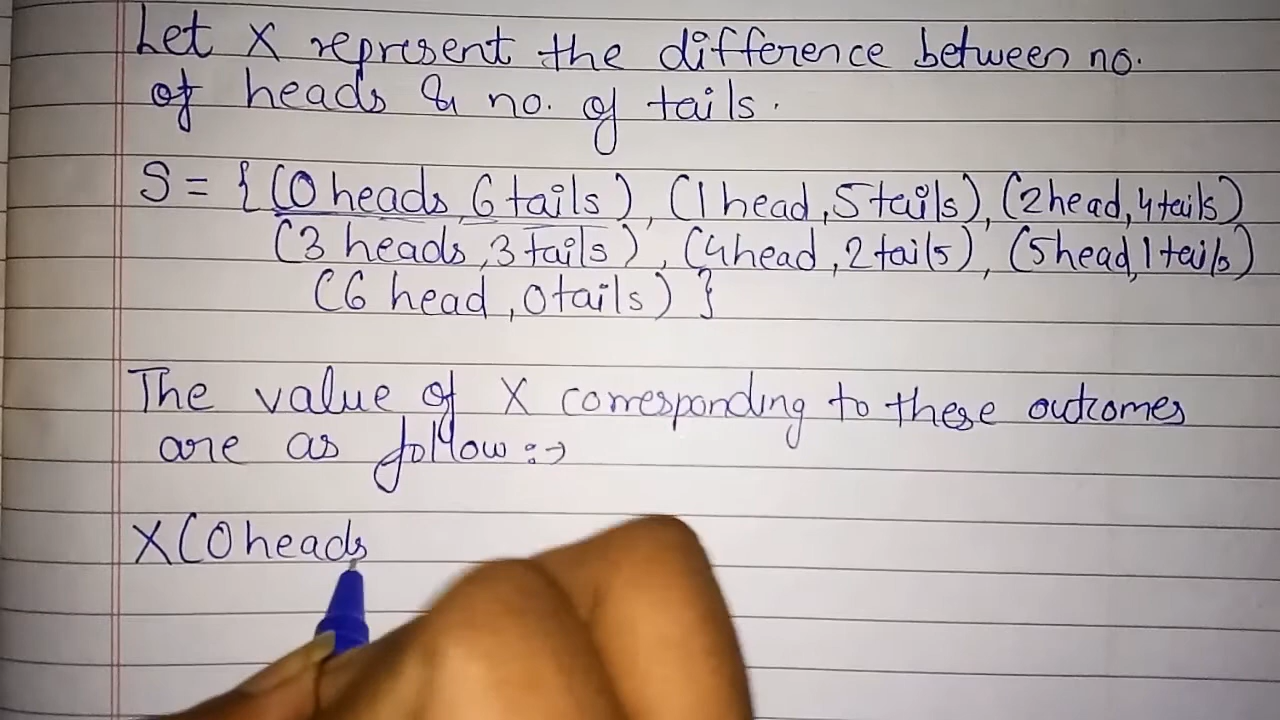 Let X represent the difference between no.
of heads & no. of tails.
S = { (0 heads, 6 tails), (1 head, 5 tails), (2 head, 4 tails)
(3 heads, 3 tails), (4 head, 2 tails), (5 head, 1 tails)
(6 head, 0 tails) }
The value of X corresponding to these outcomes
are as follow :→
X(0 heads